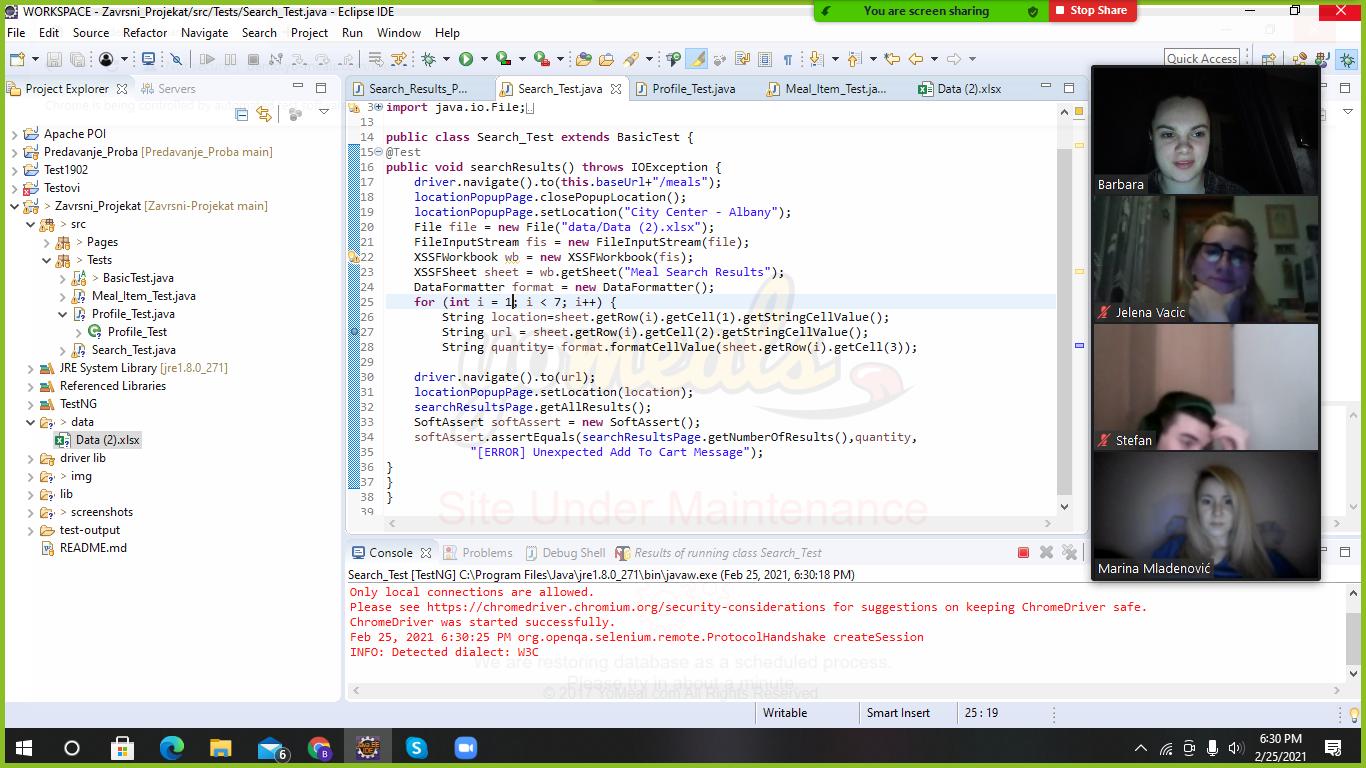 WORKSPACE - Zavrsni_Projekat/src/Tests/Search_Test.java - Eclipse IDE
You are screen sharing
Stop Share
File Edit Source Refactor Navigate Search Project Run Window Help
Quick Access
Project Explorer
Servers
Search_Results_P...
Search_Test.java
Profile_Test.java
Meal_Item_Test.ja...
Data (2).xlsx
Apache POI
Predavanje_Proba [Predavanje_Proba main]
Test1902
Testovi
Zavrsni_Projekat [Zavrsni-Projekat main]
> src
> Pages
> Tests
> BasicTest.java
Meal_Item_Test.java
Profile_Test.java
Profile_Test
Search_Test.java
JRE System Library [jre1.8.0_271]
Referenced Libraries
TestNG
> data
Data (2).xlsx
driver lib
> img
lib
> screenshots
test-output
README.md
3 import java.io.File;
13
14 public class Search_Test extends BasicTest {
15 @Test
16 public void searchResults() throws IOException {
17 driver.navigate().to(this.baseUrl+"/meals");
18 locationPopupPage.closePopupLocation();
19 locationPopupPage.setLocation("City Center - Albany");
20 File file = new File("data/Data (2).xlsx");
21 FileInputStream fis = new FileInputStream(file);
22 XSSFWorkbook wb = new XSSFWorkbook(fis);
23 XSSFSheet sheet = wb.getSheet("Meal Search Results");
24 DataFormatter format = new DataFormatter();
25 for (int i = 1; i < 7; i++) {
26 String location=sheet.getRow(i).getCell(1).getStringCellValue();
27 String url = sheet.getRow(i).getCell(2).getStringCellValue();
28 String quantity= format.formatCellValue(sheet.getRow(i).getCell(3));
29
30 driver.navigate().to(url);
31 locationPopupPage.setLocation(location);
32 searchResultsPage.getAllResults();
33 SoftAssert softAssert = new SoftAssert();
34 softAssert.assertEquals(searchResultsPage.getNumberOfResults(),quantity,
35 "[ERROR] Unexpected Add To Cart Message");
36 }
37 }
38 }
39
yomeals
Site Under Maintenance
Barbara
Jelena Vacic
Stefan
Marina Mladenović
Console
Problems
Debug Shell
Results of running class Search_Test
Search_Test [TestNG] C:\Program Files\Java\jre1.8.0_271\bin\javaw.exe (Feb 25, 2021, 6:30:18 PM)
Only local connections are allowed.
Please see https://chromedriver.chromium.org/security-considerations for suggestions on keeping ChromeDriver safe.
ChromeDriver was started successfully.
Feb 25, 2021 6:30:25 PM org.openqa.selenium.remote.ProtocolHandshake createSession
INFO: Detected dialect: W3C
We are restoring database as a scheduled process.
Please try in about a minute.
© 2017 YoMeal.com All Rights Reserved
Writable
Smart Insert
25 : 19
6
B
Java EE
IDE
6:30 PM
2/25/2021